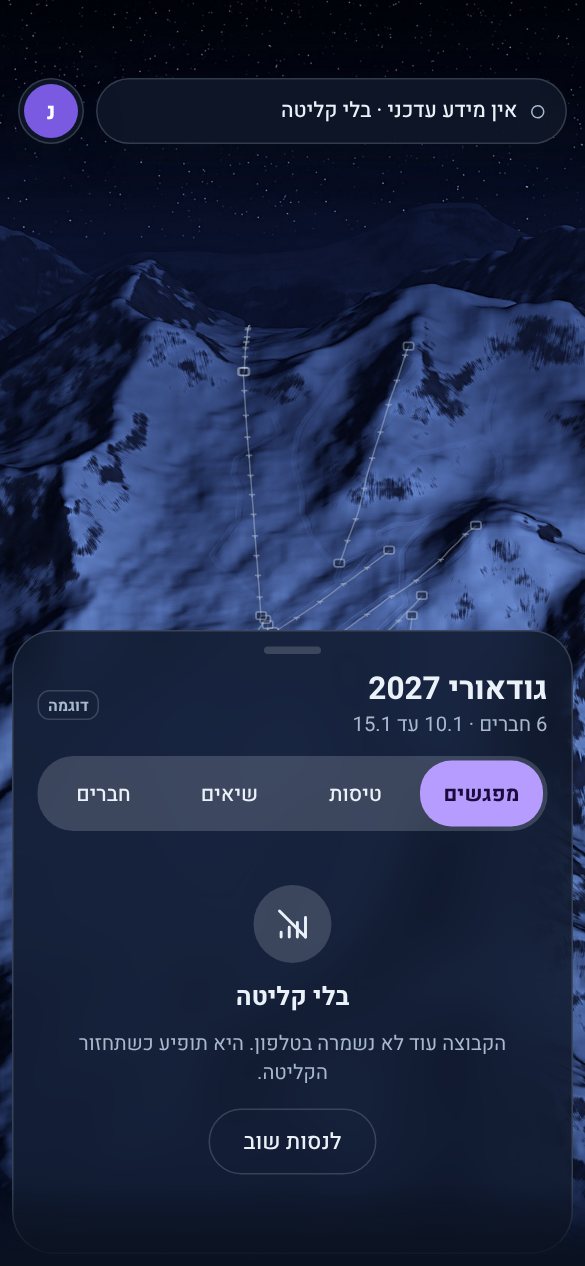 אין מידע עדכני · בלי קליטה
נ
גודאורי 2027
דוגמה
6 חברים · 10.1 עד 15.1
מפגשים
טיסות
שיאים
חברים
בלי קליטה
הקבוצה עוד לא נשמרה בטלפון. היא תופיע כשתחזור
הקליטה.
לנסות שוב